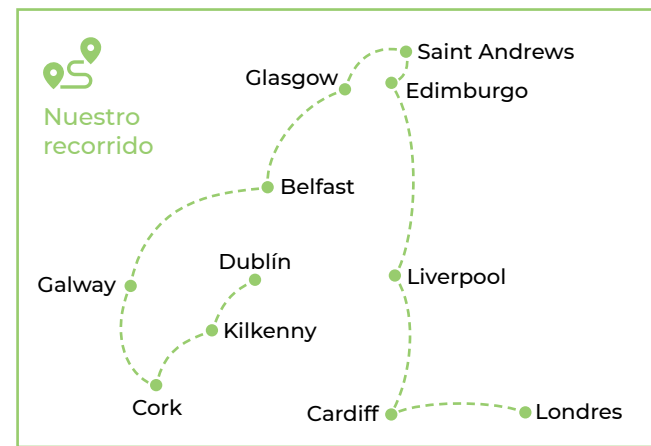 Nuestro
recorrido
Saint Andrews
Glasgow
Edimburgo
Belfast
Dublín
Galway
Liverpool
Kilkenny
Cork
Cardiff
Londres